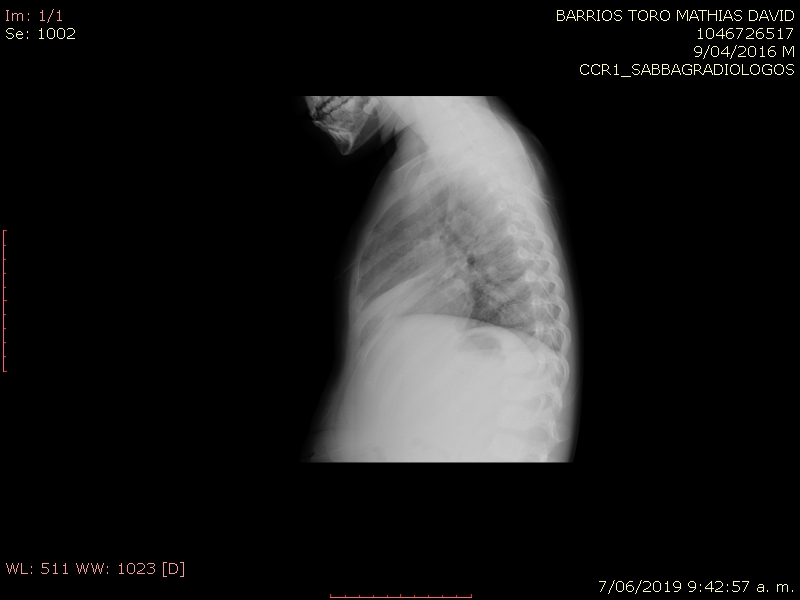 Im: 1/1
Se: 1002
BARRIOS TORO MATHIAS DAVID
1046726517
9/04/2016 M
CCR1_SABBAGRADIOLOGOS
WL: 511 WW: 1023 [D]
7/06/2019 9:42:57 a. m.